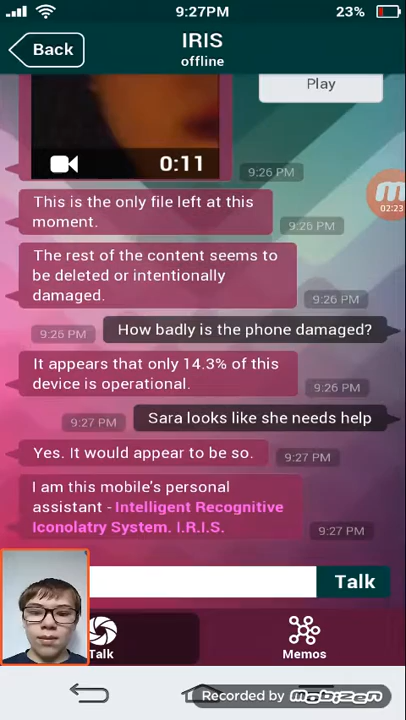 9:27PM
23%
Back
IRIS
offline
Play
0:11
9:26 PM
02:23
This is the only file left at this
moment.
9:26 PM
The rest of the content seems to
be deleted or intentionally
damaged.
9:26 PM
9:26 PM
How badly is the phone damaged?
It appears that only 14.3% of this
device is operational.
9:26 PM
9:27 PM
Sara looks like she needs help
Yes. It would appear to be so.
9:27 PM
I am this mobile's personal
assistant - Intelligent Recognitive
Iconolatry System. I.R.I.S.
9:27 PM
Talk
Talk
Memos
Recorded by mobizen